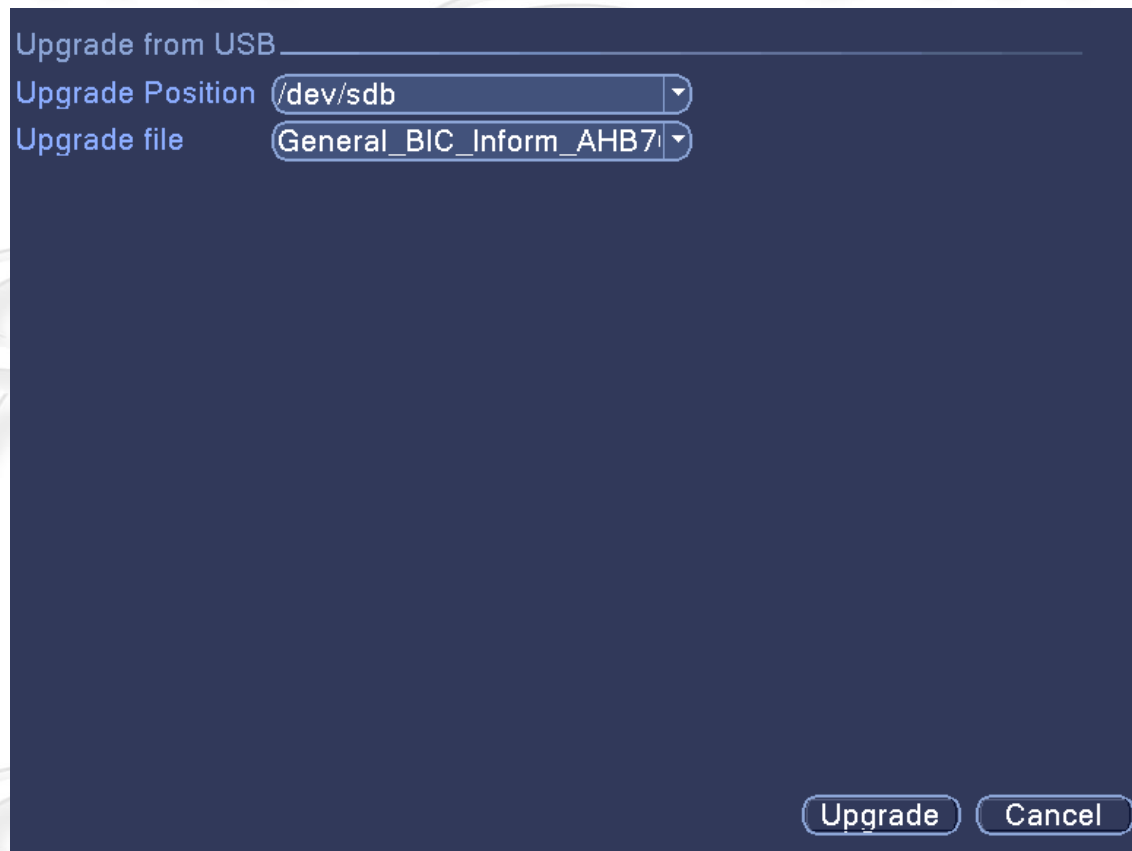 Upgrade from USB
Upgrade Position /dev/sdb
Upgrade file General_BIC_Inform_AHB7
Upgrade Cancel